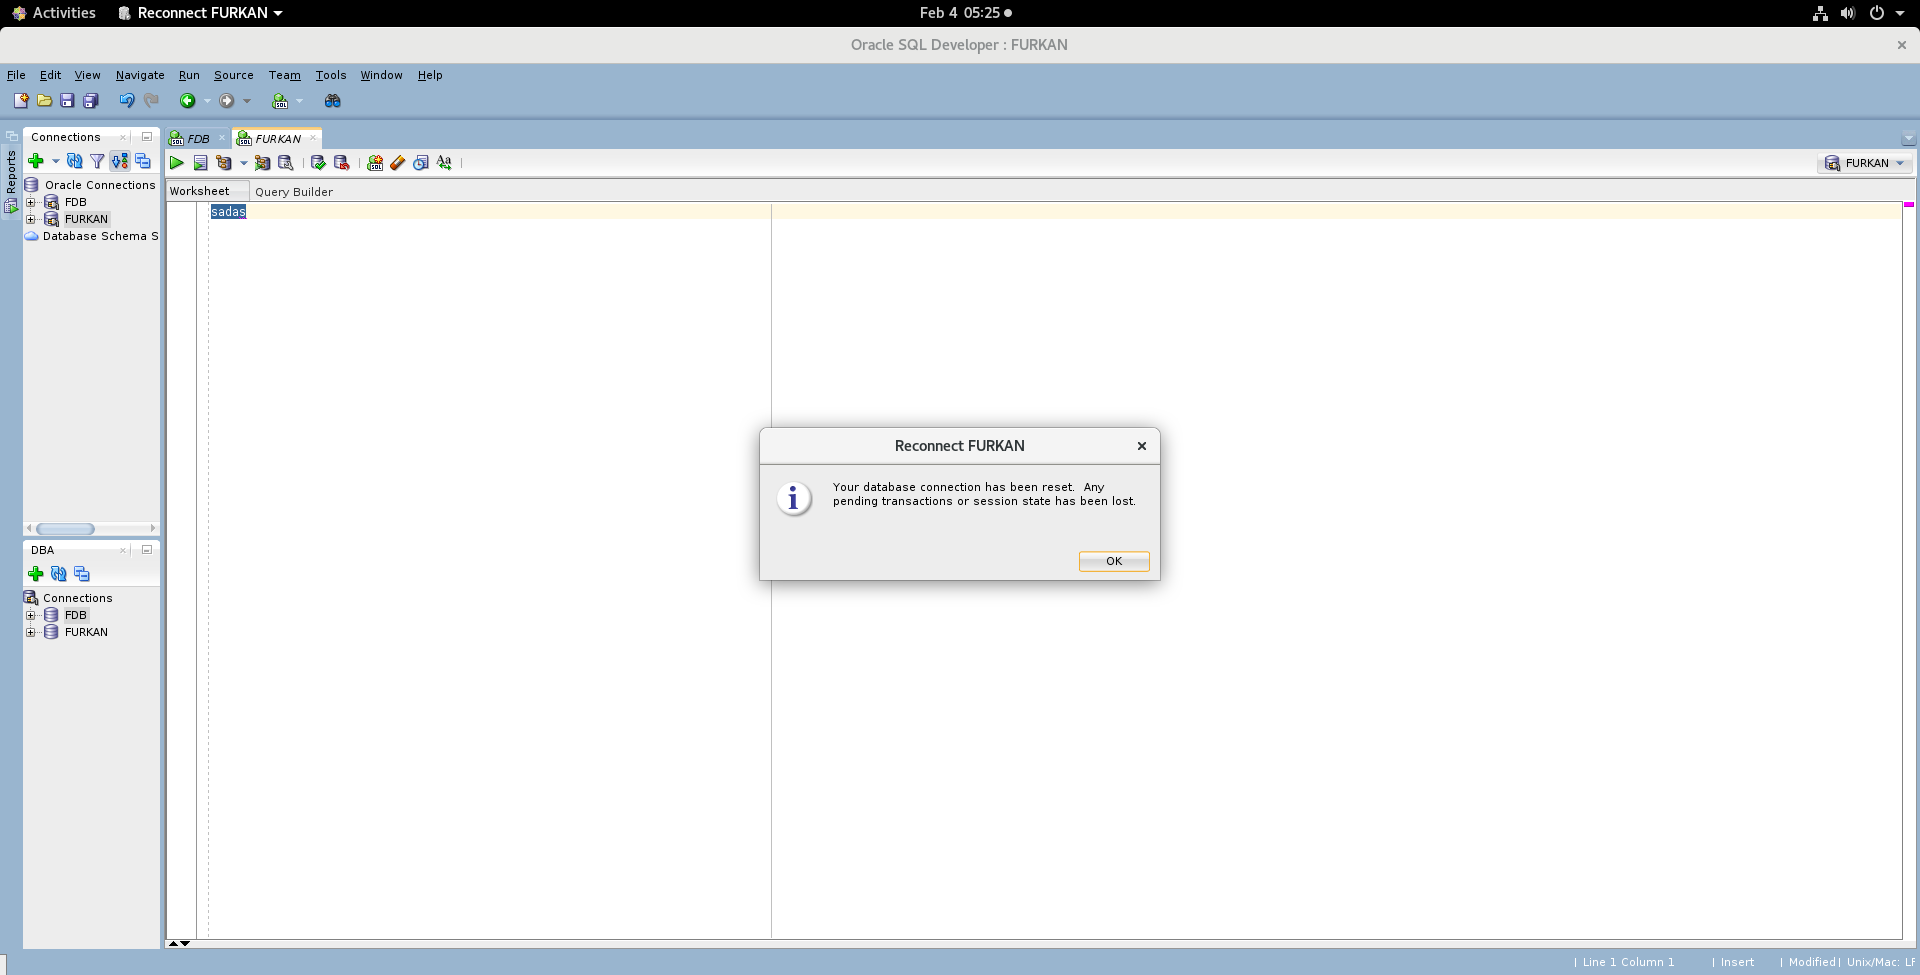 Activities
Reconnect FURKAN
Feb 4 05:25
Oracle SQL Developer : FURKAN
File Edit View Navigate Run Source Team Tools Window Help
Reports
Connections
Oracle Connections
FDB
FURKAN
Database Schema S
DBA
Connections
FDB
FURKAN
FDB
FURKAN
SQL
Aa
FURKAN
Worksheet
Query Builder
sadas
Reconnect FURKAN
Your database connection has been reset. Any
pending transactions or session state has been lost.
OK
| Line 1 Column 1 | Insert | Modified | Unix/Mac: LF